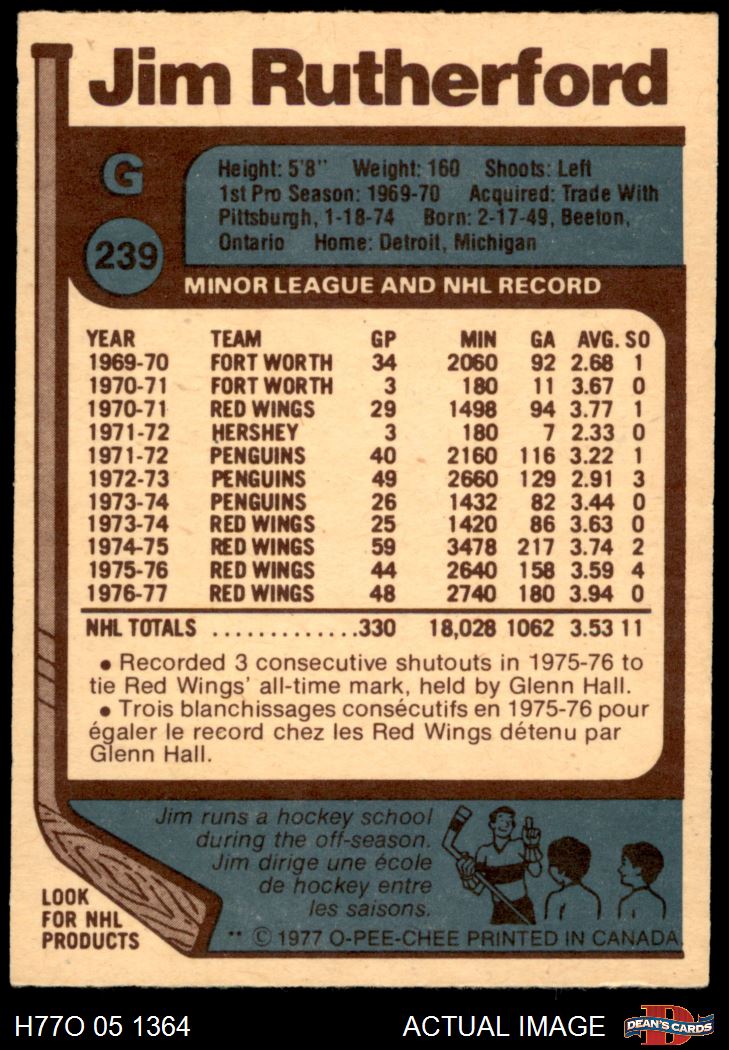 Jim Rutherford
G
239
Height: 5'8" Weight: 160 Shoots: Left
1st Pro Season: 1969-70 Acquired: Trade With
Pittsburgh, 1-18-74 Born: 2-17-49, Beeton,
Ontario Home: Detroit, Michigan
MINOR LEAGUE AND NHL RECORD
YEAR TEAM GP MIN GA AVG. SO
1969-70 FORT WORTH 34 2060 92 2.68 1
1970-71 FORT WORTH 3 180 11 3.67 0
1970-71 RED WINGS 29 1498 94 3.77 1
1971-72 HERSHEY 3 180 7 2.33 0
1971-72 PENGUINS 40 2160 116 3.22 1
1972-73 PENGUINS 49 2660 129 2.91 3
1973-74 PENGUINS 26 1432 82 3.44 0
1973-74 RED WINGS 25 1420 86 3.63 0
1974-75 RED WINGS 59 3478 217 3.74 2
1975-76 RED WINGS 44 2640 158 3.59 4
1976-77 RED WINGS 48 2740 180 3.94 0
NHL TOTALS ............330 18,028 1062 3.53 11
• Recorded 3 consecutive shutouts in 1975-76 to
tie Red Wings' all-time mark, held by Glenn Hall.
• Trois blanchissages consécutifs en 1975-76 pour
égaler le record chez les Red Wings détenu par
Glenn Hall.
Jim runs a hockey school
during the off-season.
Jim dirige une école
de hockey entre
les saisons.
LOOK
FOR NHL
PRODUCTS
** © 1977 O-PEE-CHEE PRINTED IN CANADA
H77O 05 1364 ACTUAL IMAGE
D
DEAN'S CARDS